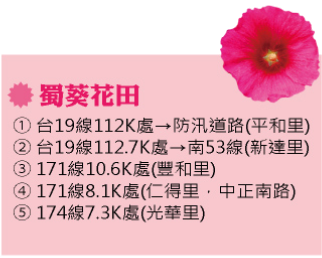 蜀葵花田
① 台19線112K處→防汛道路(平和里)
② 台19線112.7K處→南53線(新達里)
③ 171線10.6K處(豐和里)
④ 171線8.1K處(仁得里，中正南路)
⑤ 174線7.3K處(光華里)